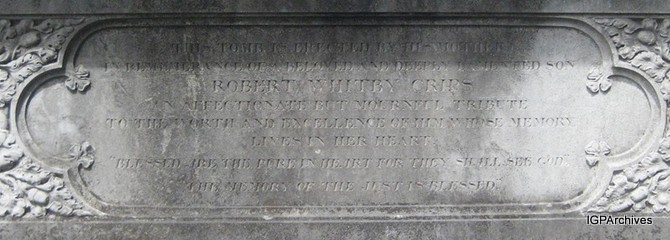 THIS TOMB IS ERECTED BY HIS MOTHER
IN REMEMBRANCE OF A BELOVED AND DEEPLY LAMENTED SON
ROBERT WHITBY CRIPS
AN AFFECTIONATE BUT MOURNFUL TRIBUTE
TO THE WORTH AND EXCELLENCE OF HIM WHOSE MEMORY
LIVES IN HER HEART.
"BLESSED ARE THE PURE IN HEART FOR THEY SHALL SEE GOD"
"THE MEMORY OF THE JUST IS BLESSED."
IGPArchives